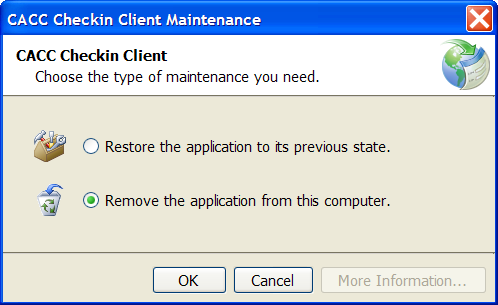 CACC Checkin Client Maintenance
CACC Checkin Client
Choose the type of maintenance you need.
Restore the application to its previous state.
Remove the application from this computer.
OK Cancel More Information...